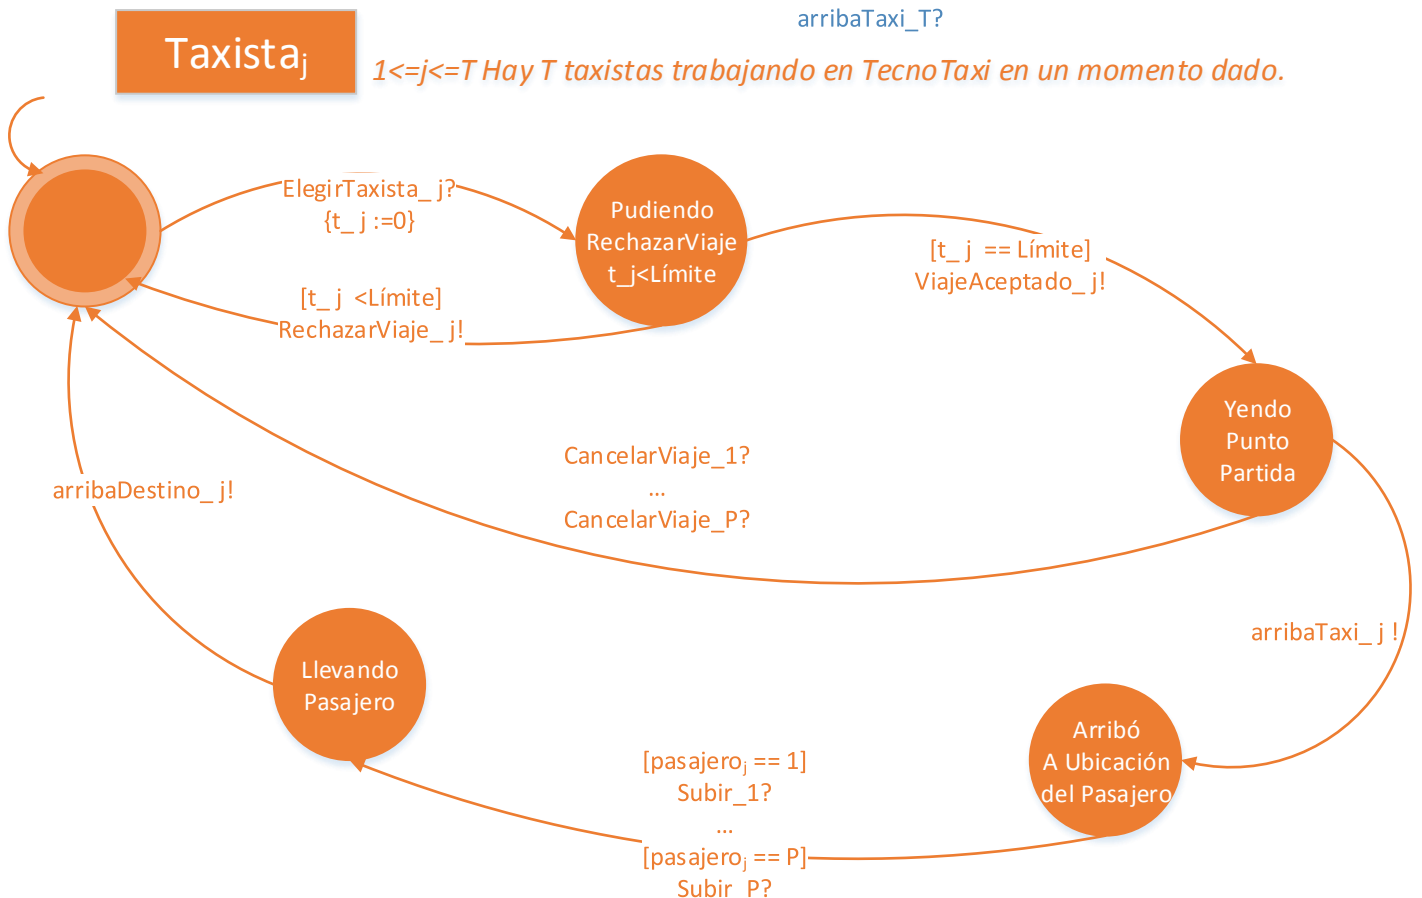 arribaTaxi_T?
Taxistaj
1<=j<=T Hay T taxistas trabajando en TecnoTaxi en un momento dado.
ElegirTaxista_ j?
{t_ j :=0}
Pudiendo
RechazarViaje
t_j<Límite
[t_ j == Límite]
ViajeAceptado_ j!
[t_ j <Límite]
RechazarViaje_ j!
Yendo
Punto
Partida
CancelarViaje_1?
...
CancelarViaje_P?
arribaDestino_ j!
arribaTaxi_ j !
Llevando
Pasajero
Arribó
A Ubicación
del Pasajero
[pasajeroj == 1]
Subir_1?
...
[pasajeroj == P]
Subir_P?